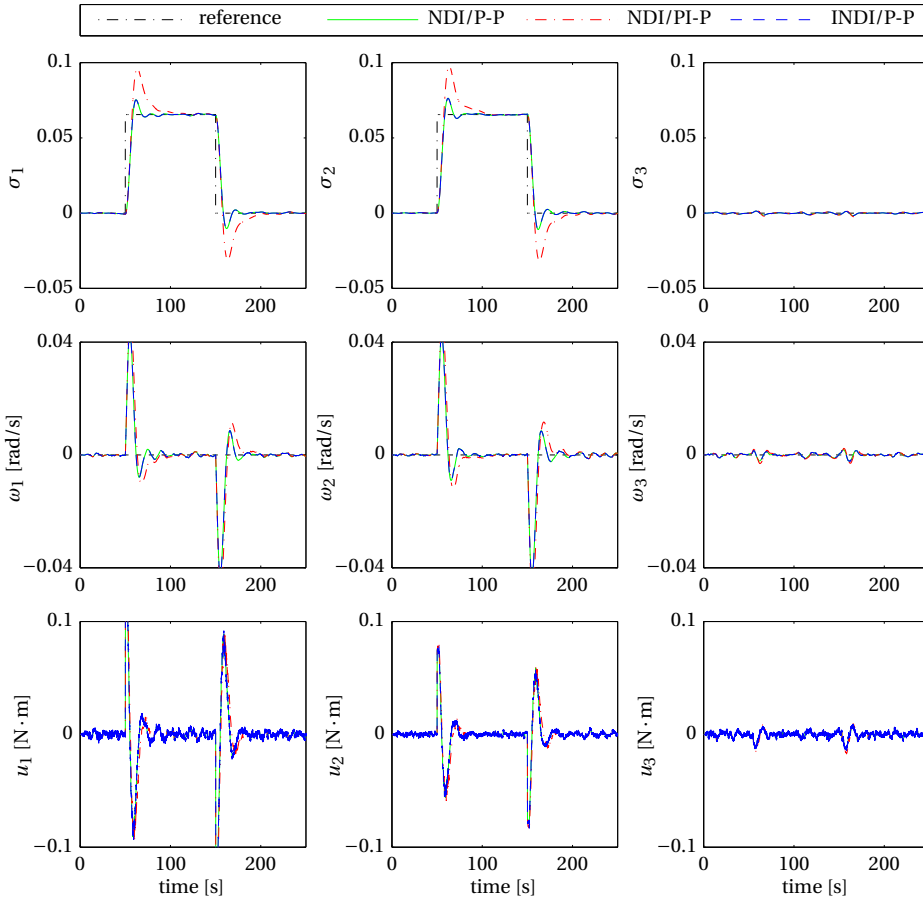 reference NDI/P-P NDI/PI-P INDI/P-P
0.1 0.1 0.1
0.05 0.05 0.05
σ1 σ2 σ3
0 0 0
−0.05 −0.05 −0.05
0 100 200 0 100 200 0 100 200
0.04 0.04 0.04
ω1 [rad/s] ω2 [rad/s] ω3 [rad/s]
0 0 0
−0.04 −0.04 −0.04
0 100 200 0 100 200 0 100 200
0.1 0.1 0.1
u1 [N·m] u2 [N·m] u3 [N·m]
0 0 0
−0.1 −0.1 −0.1
0 100 200 0 100 200 0 100 200
time [s] time [s] time [s]